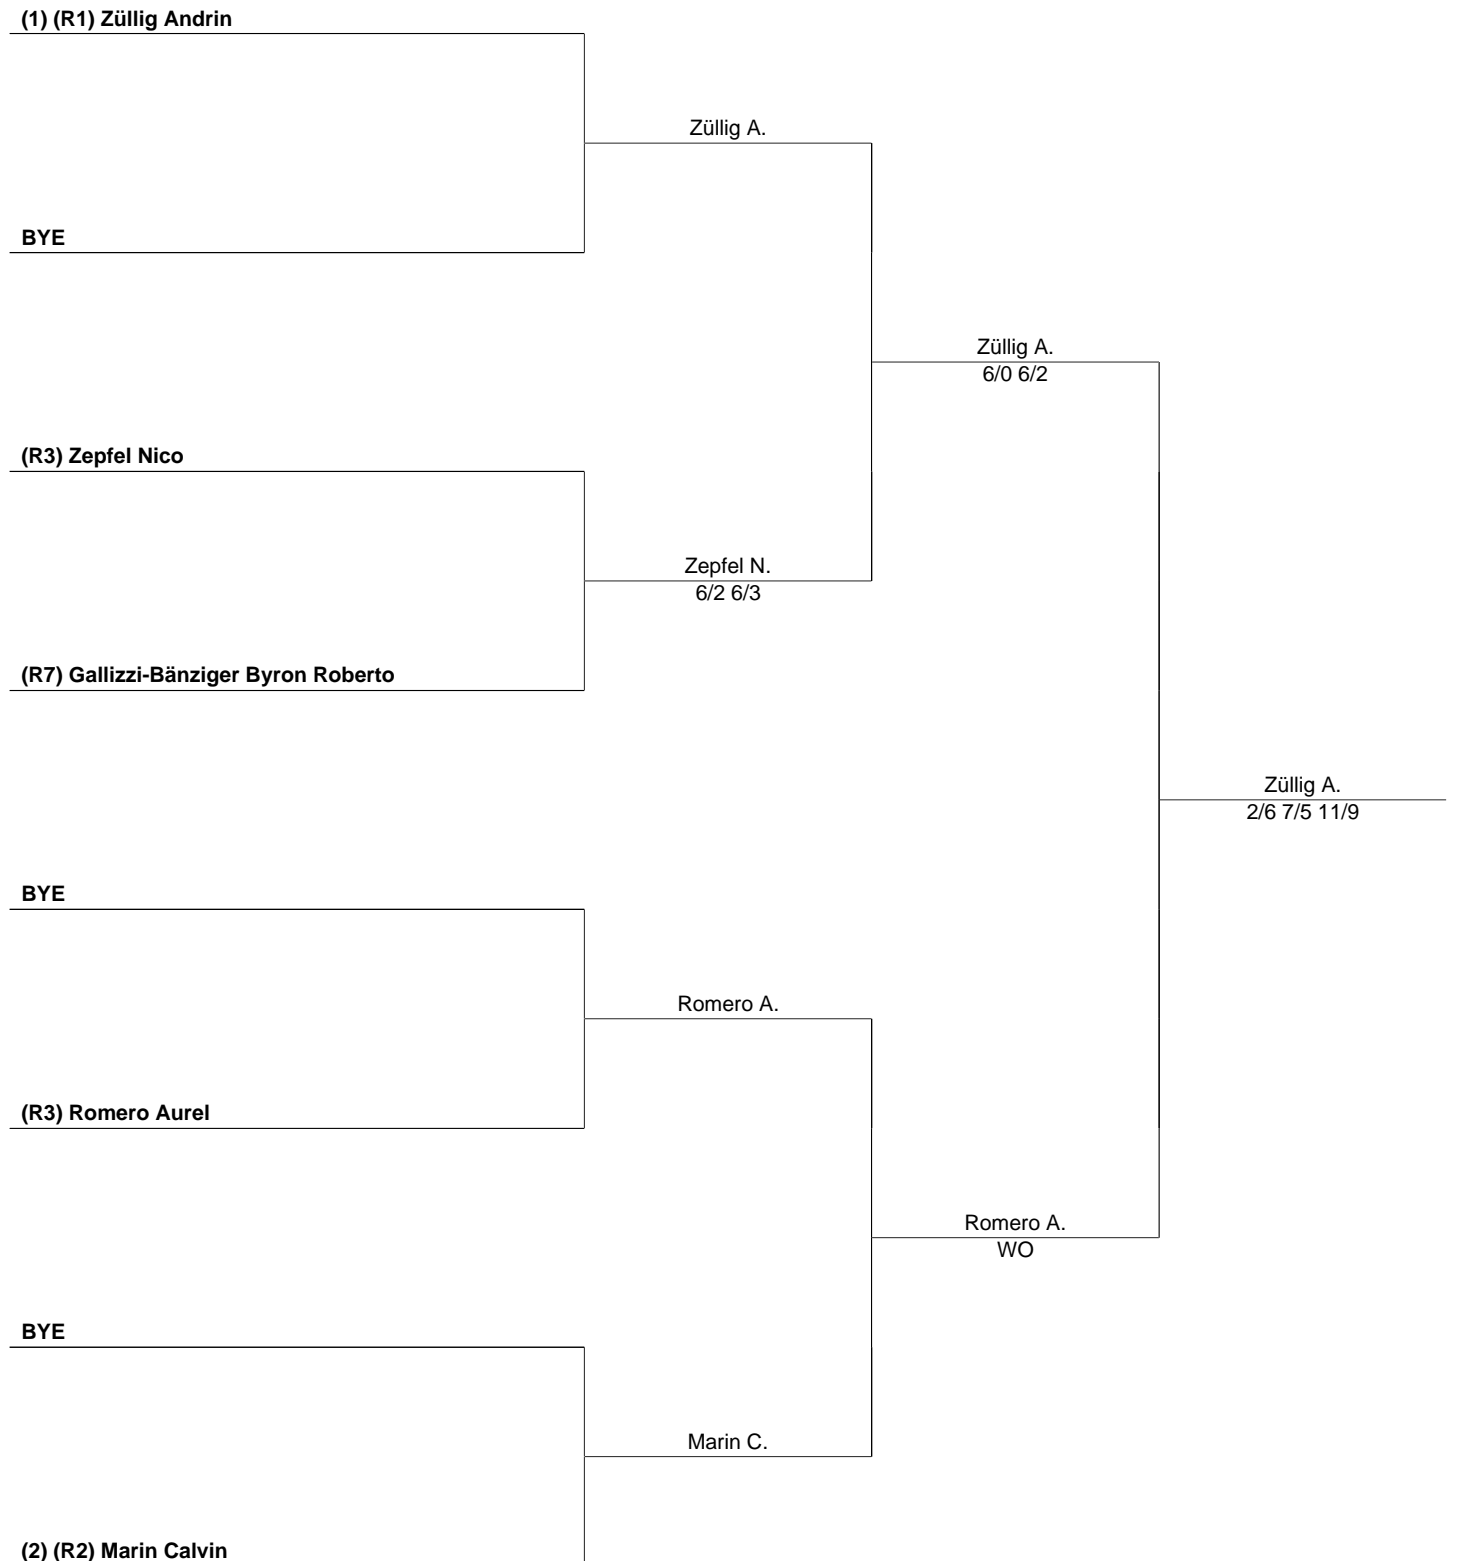 (1) (R1) Züllig Andrin
Züllig A.
BYE
Züllig A.
6/0 6/2
(R3) Zepfel Nico
Zepfel N.
6/2 6/3
(R7) Gallizzi-Bänziger Byron Roberto
Züllig A.
2/6 7/5 11/9
BYE
Romero A.
(R3) Romero Aurel
Romero A.
WO
BYE
Marin C.
(2) (R2) Marin Calvin